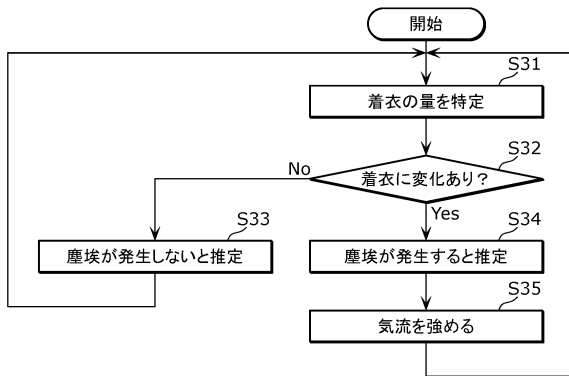 開始
S31
着衣の量を特定
S32
着衣に変化あり?
No
Yes
S33
塵埃が発生しないと推定
S34
塵埃が発生すると推定
S35
気流を強める